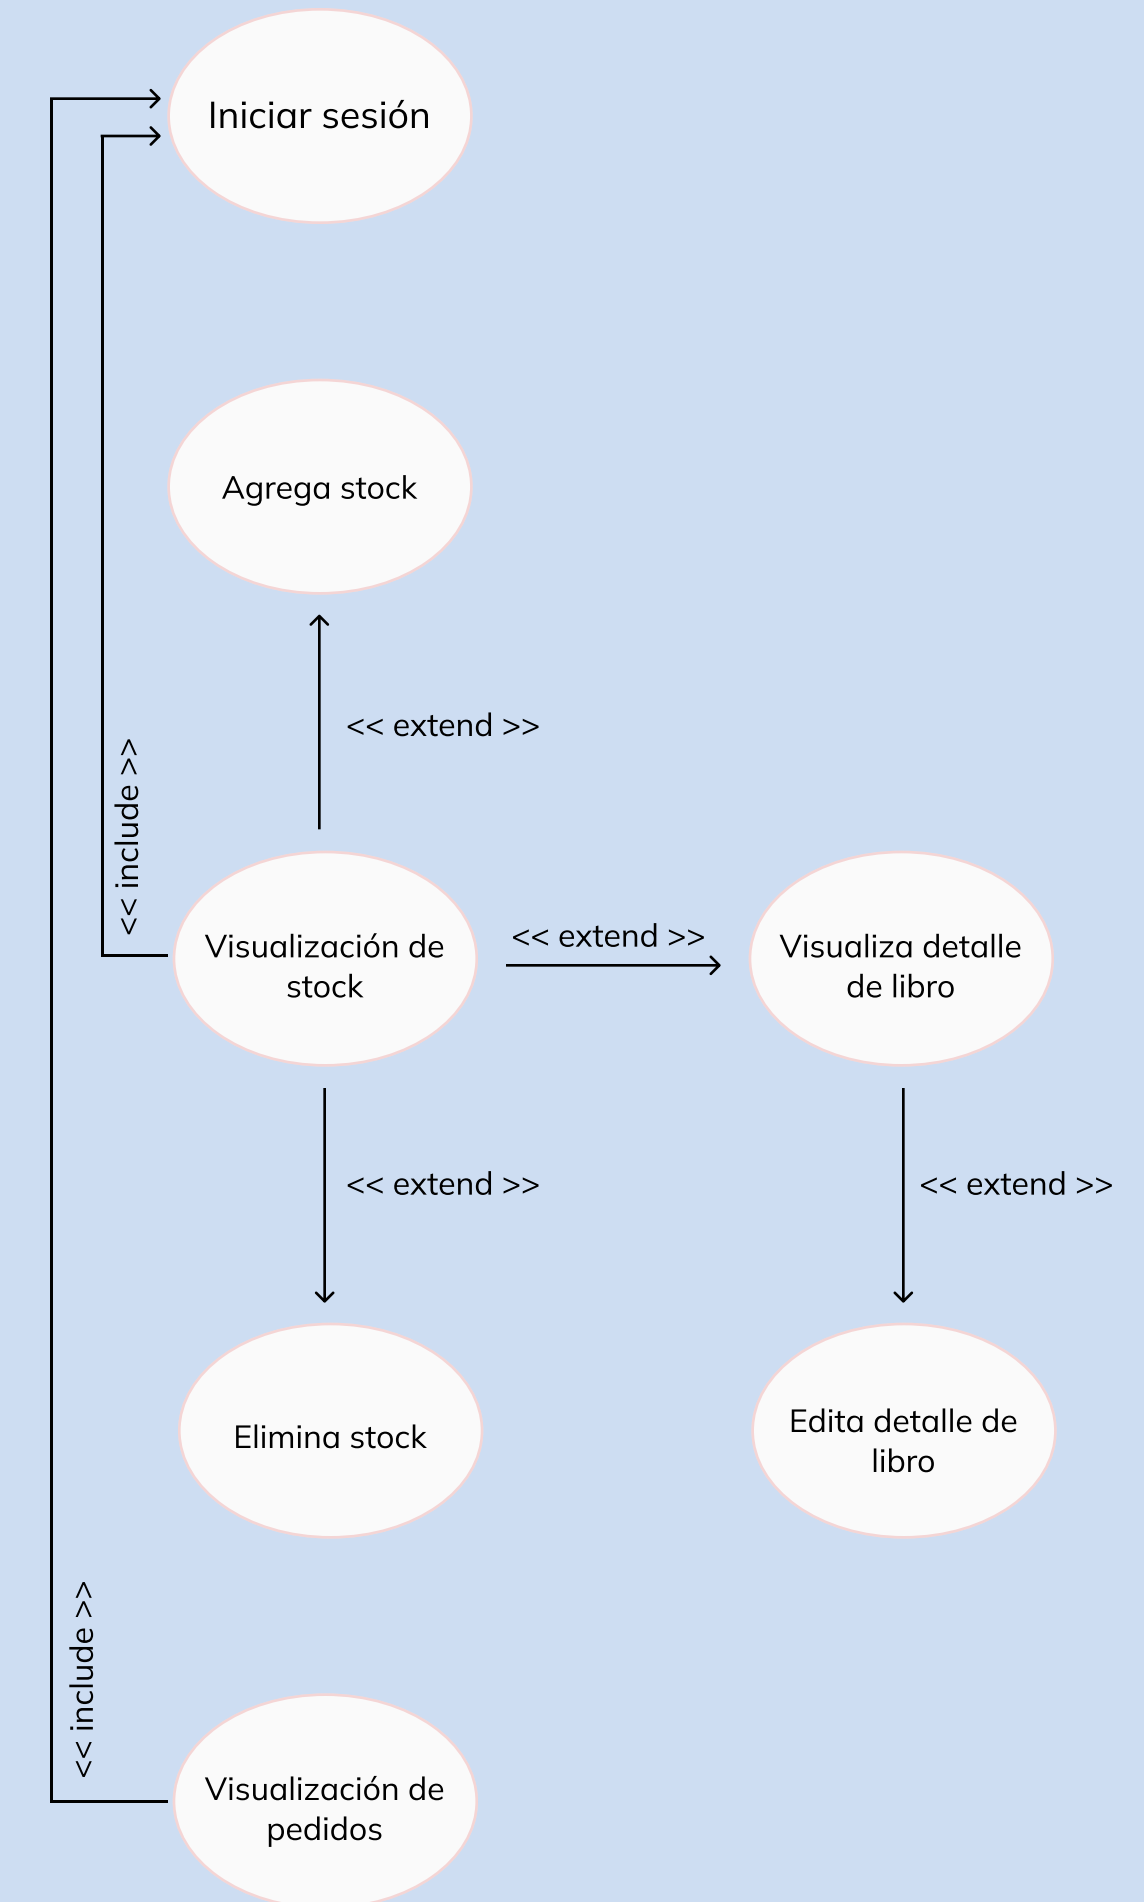 Iniciar sesión
Agrega stock
<< extend >>
<< include >>
Visualización de
stock
<< extend >>
Visualiza detalle
de libro
<< extend >>
<< extend >>
Elimina stock
Edita detalle de
libro
<< include >>
Visualización de
pedidos